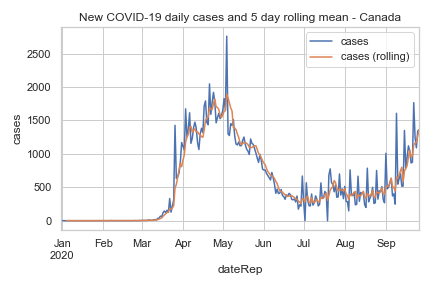 New COVID-19 daily cases and 5 day rolling mean - Canada
cases
cases (rolling)
2500
2000
1500
1000
500
0
cases
Jan Feb Mar Apr May Jun Jul Aug Sep
2020
dateRep